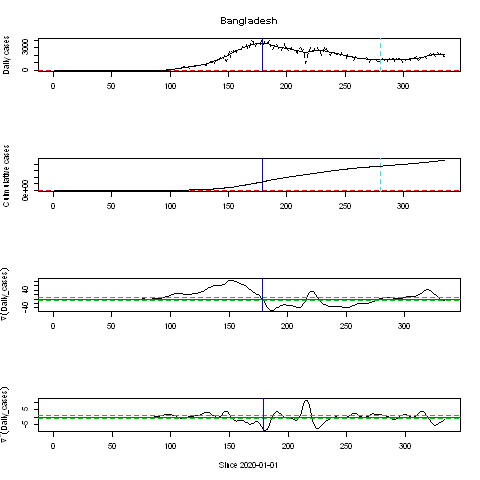 Bangladesh
Daily cases
0 3000
0 50 100 150 200 250 300
Culmulative cases
0e+00
0 50 100 150 200 250 300
∇(Daily_cases)
-40 40
0 50 100 150 200 250 300
∇²(Daily_cases)
-5 5
0 50 100 150 200 250 300
Since 2020-01-01